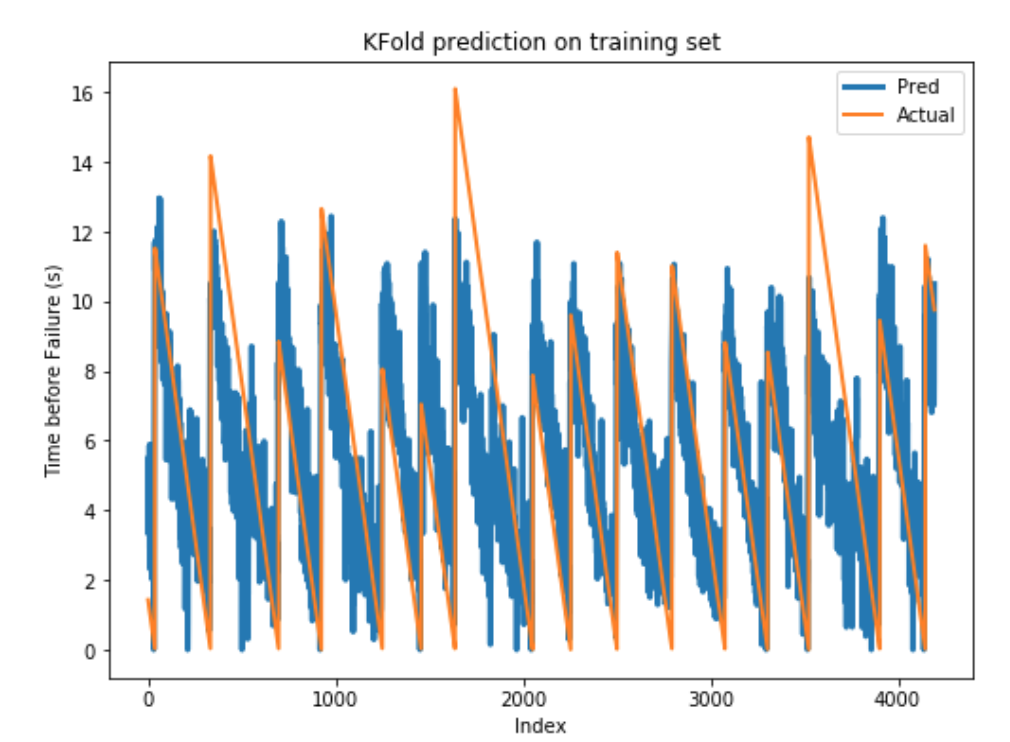 KFold prediction on training set
Pred
Actual
16
14
12
10
8
6
4
2
0
Time before Failure (s)
0 1000 2000 3000 4000
Index